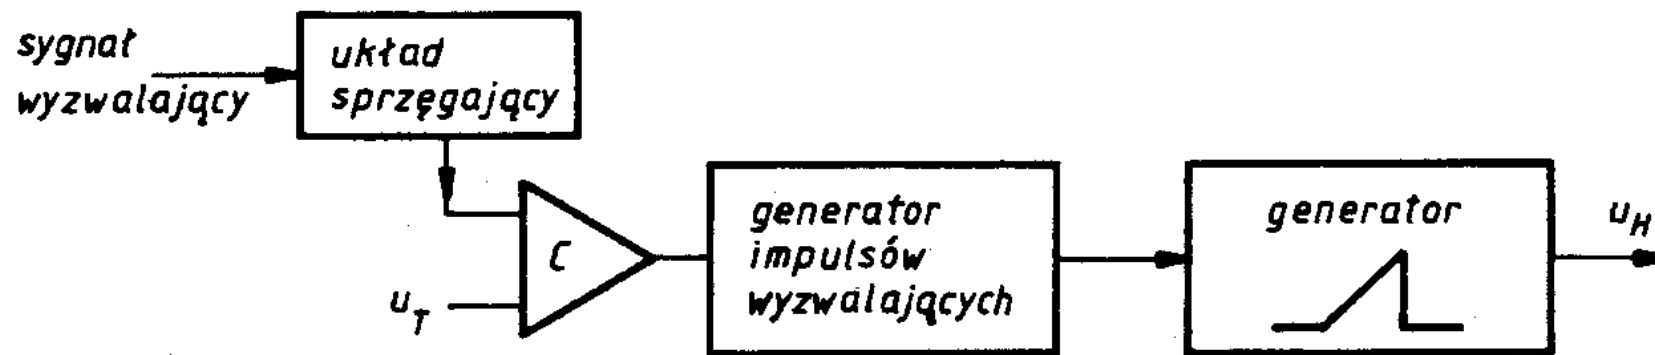 sygnał
wyzwalający
układ
sprzęgający
C
u_T
generator
impulsów
wyzwalających
generator
u_H